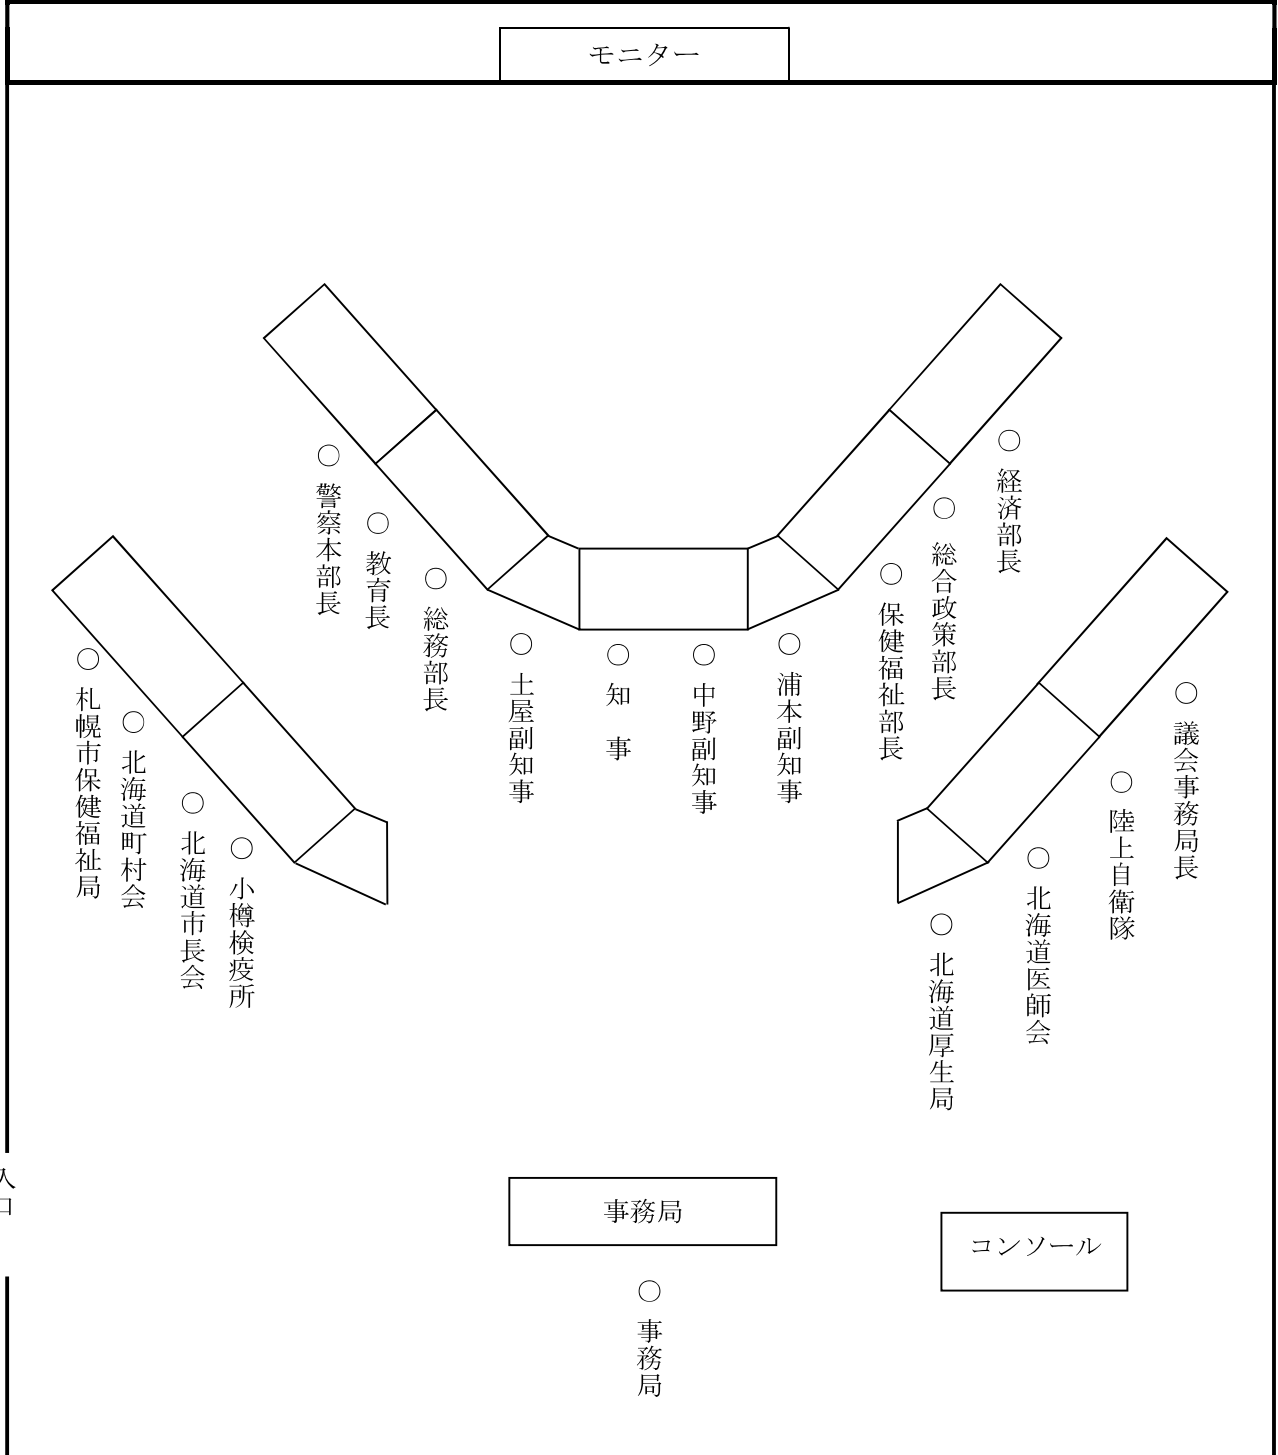 モニター
○ 警察本部長
○ 教育長
○ 総務部長
○ 土屋副知事
○ 知　事
○ 中野副知事
○ 浦本副知事
○ 保健福祉部長
○ 総合政策部長
○ 経済部長
○ 札幌市保健福祉局
○ 北海道町村会
○ 北海道市長会
○ 小樽検疫所
○ 北海道厚生局
○ 北海道医師会
○ 陸上自衛隊
○ 議会事務局長
入口
事務局
○ 事務局
コンソール